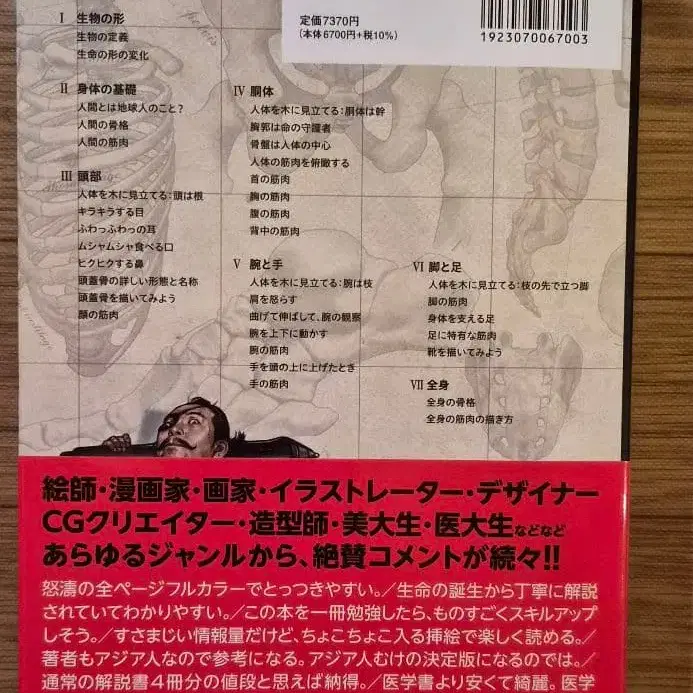 定価7370円
(本体6700円+税10%)
1923070067003
I 生物の形
生物の定義
生命の形の変化
II 身体の基礎
人間とは地球人のこと?
人間の骨格
人間の筋肉
III 頭部
人体を木に見立てる:頭は根
キラキラする目
ふわっふわっの耳
ムシャムシャ食べる口
ヒクヒクする鼻
頭蓋骨の詳しい形態と名称
頭蓋骨を描いてみよう
顔の筋肉
IV 胴体
人体を木に見立てる:胴体は幹
胸郭は命の守護者
骨盤は人体の中心
人体の筋肉を俯瞰する
首の筋肉
胸の筋肉
腹の筋肉
背中の筋肉
V 腕と手
人体を木に見立てる:腕は枝
肩を怒らす
曲げて伸ばして、腕の観察
腕を上下に動かす
腕の筋肉
手を頭の上に上げたとき
手の筋肉
VI 脚と足
人体を木に見立てる:枝の先で立つ脚
脚の筋肉
身体を支える足
足に特有な筋肉
靴を描いてみよう
VII 全身
全身の骨格
全身の筋肉の描き方
絵師・漫画家・画家・イラストレーター・デザイナー
CGクリエイター・造型師・美大生・医大生などなど
あらゆるジャンルから、絶賛コメントが続々!!
怒濤の全ページフルカラーでとっつきやすい。/生命の誕生から丁寧に解説
されていてわかりやすい。/この本を一冊勉強したら、ものすごくスキルアップ
しそう。/すさまじい情報量だけど、ちょこちょこ入る挿絵で楽しく読める。/
著者もアジア人なので参考になる。アジア人むけの決定版になるのでは。/
通常の解説書4冊分の値段と思えば納得。/医学書より安くて綺麗。医学